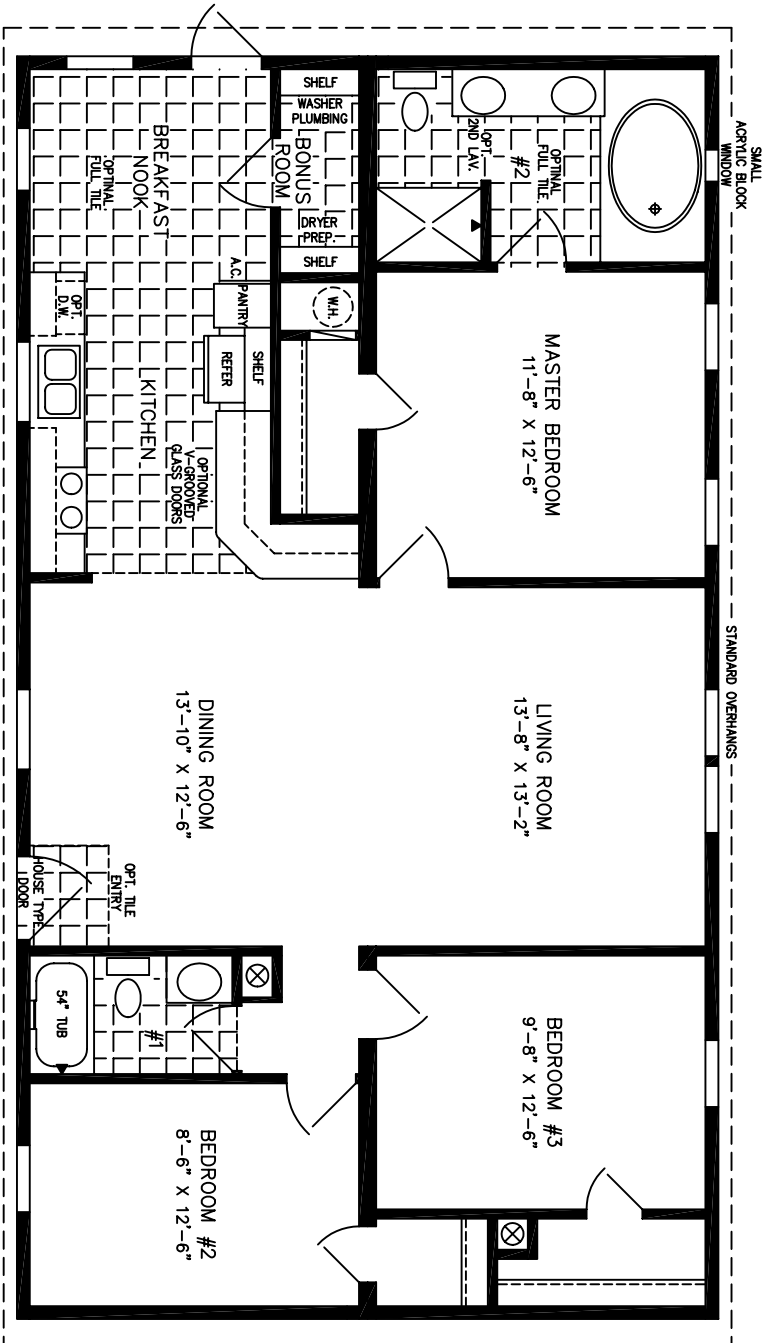 SMALL
ACRYLIC BLOCK
WINDOW
STANDARD OVERHANGS
OPTIONAL
FULL TILE
#2
OPT.
2ND LAV.
MASTER BEDROOM
11'-8" X 12'-6"
LIVING ROOM
13'-8" X 13'-2"
BEDROOM #3
9'-8" X 12'-6"
SHELF
WASHER
PLUMBING
BONUS
ROOM
DRYER
PREP.
SHELF
W.H.
A.C.
PANTRY
SHELF
REFER
BREAKFAST
NOOK
OPTINAL
FULL TILE
OPT.
D.W.
KITCHEN
OPTIONAL
V-GROOVED
GLASS DOORS
DINING ROOM
13'-10" X 12'-6"
OPT. TILE
ENTRY
HOUSE TYPE
DOOR
54" TUB
#1
BEDROOM #2
8'-6" X 12'-6"